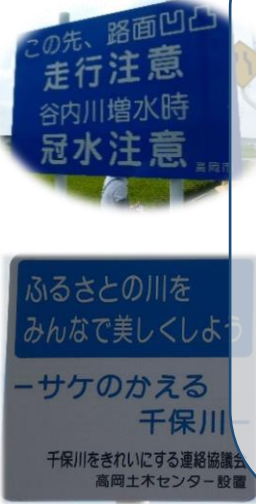 この先、路面凹凸
走行注意
谷内川増水時
冠水注意
高岡市
ふるさとの川を
みんなで美しくしよう
ーサケのかえる
千保川ー
千保川をきれいにする連絡協議会
高岡土木センター設置